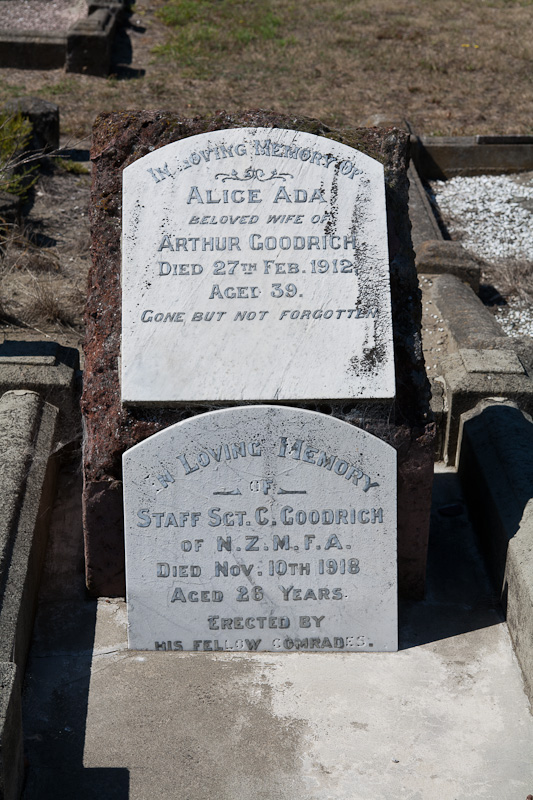 IN LOVING MEMORY OF
ALICE ADA
BELOVED WIFE OF
ARTHUR GOODRICH
DIED 27TH FEB. 1912
AGED 39.
GONE BUT NOT FORGOTTEN
IN LOVING MEMORY
OF
STAFF SGT. C. GOODRICH
OF N.Z.M.F.A.
DIED NOV. 10TH 1918
AGED 26 YEARS.
ERECTED BY
HIS FELLOW COMRADES.